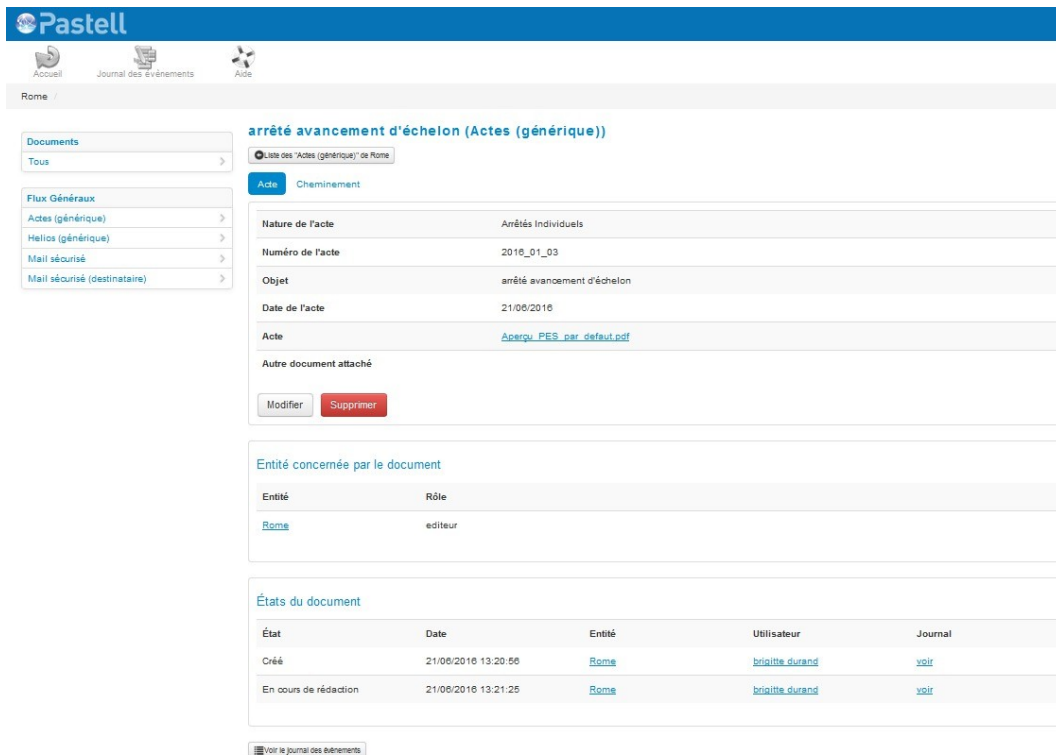 Pastell
Accueil Journal des événements Aide
Rome /
Documents
Tous
Flux Généraux
Actes (générique)
Helios (générique)
Mail sécurisé
Mail sécurisé (destinataire)
arrêté avancement d'échelon (Actes (générique))
Liste des "Actes (générique)" de Rome
Acte Cheminement
Nature de l'acte Arrêtés Individuels
Numéro de l'acte 2016_01_03
Objet arrêté avancement d'échelon
Date de l'acte 21/06/2016
Acte Aperçu_PES_par_defaut.pdf
Autre document attaché
Modifier Supprimer
Entité concernée par le document
Entité Rôle
Rome editeur
États du document
État Date Entité Utilisateur Journal
Créé 21/06/2016 13:20:56 Rome brigitte durand voir
En cours de rédaction 21/06/2016 13:21:25 Rome brigitte durand voir
Voir le journal des évènements